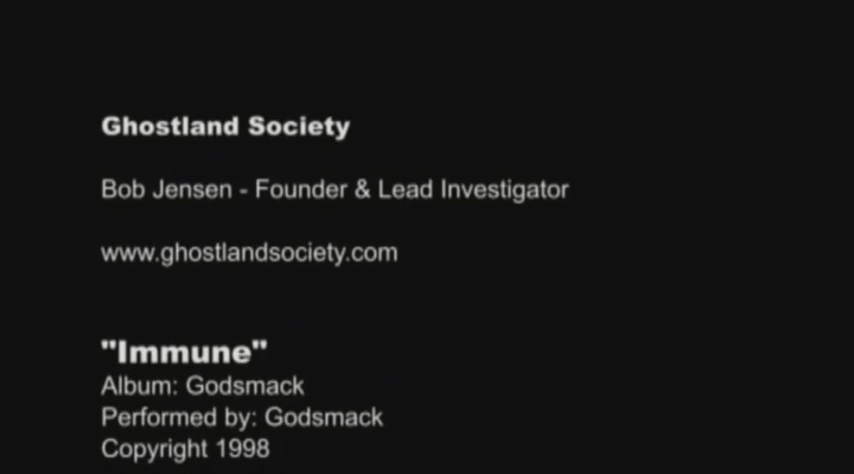 Ghostland Society
Bob Jensen - Founder & Lead Investigator
www.ghostlandsociety.com
"Immune"
Album: Godsmack
Performed by: Godsmack
Copyright 1998